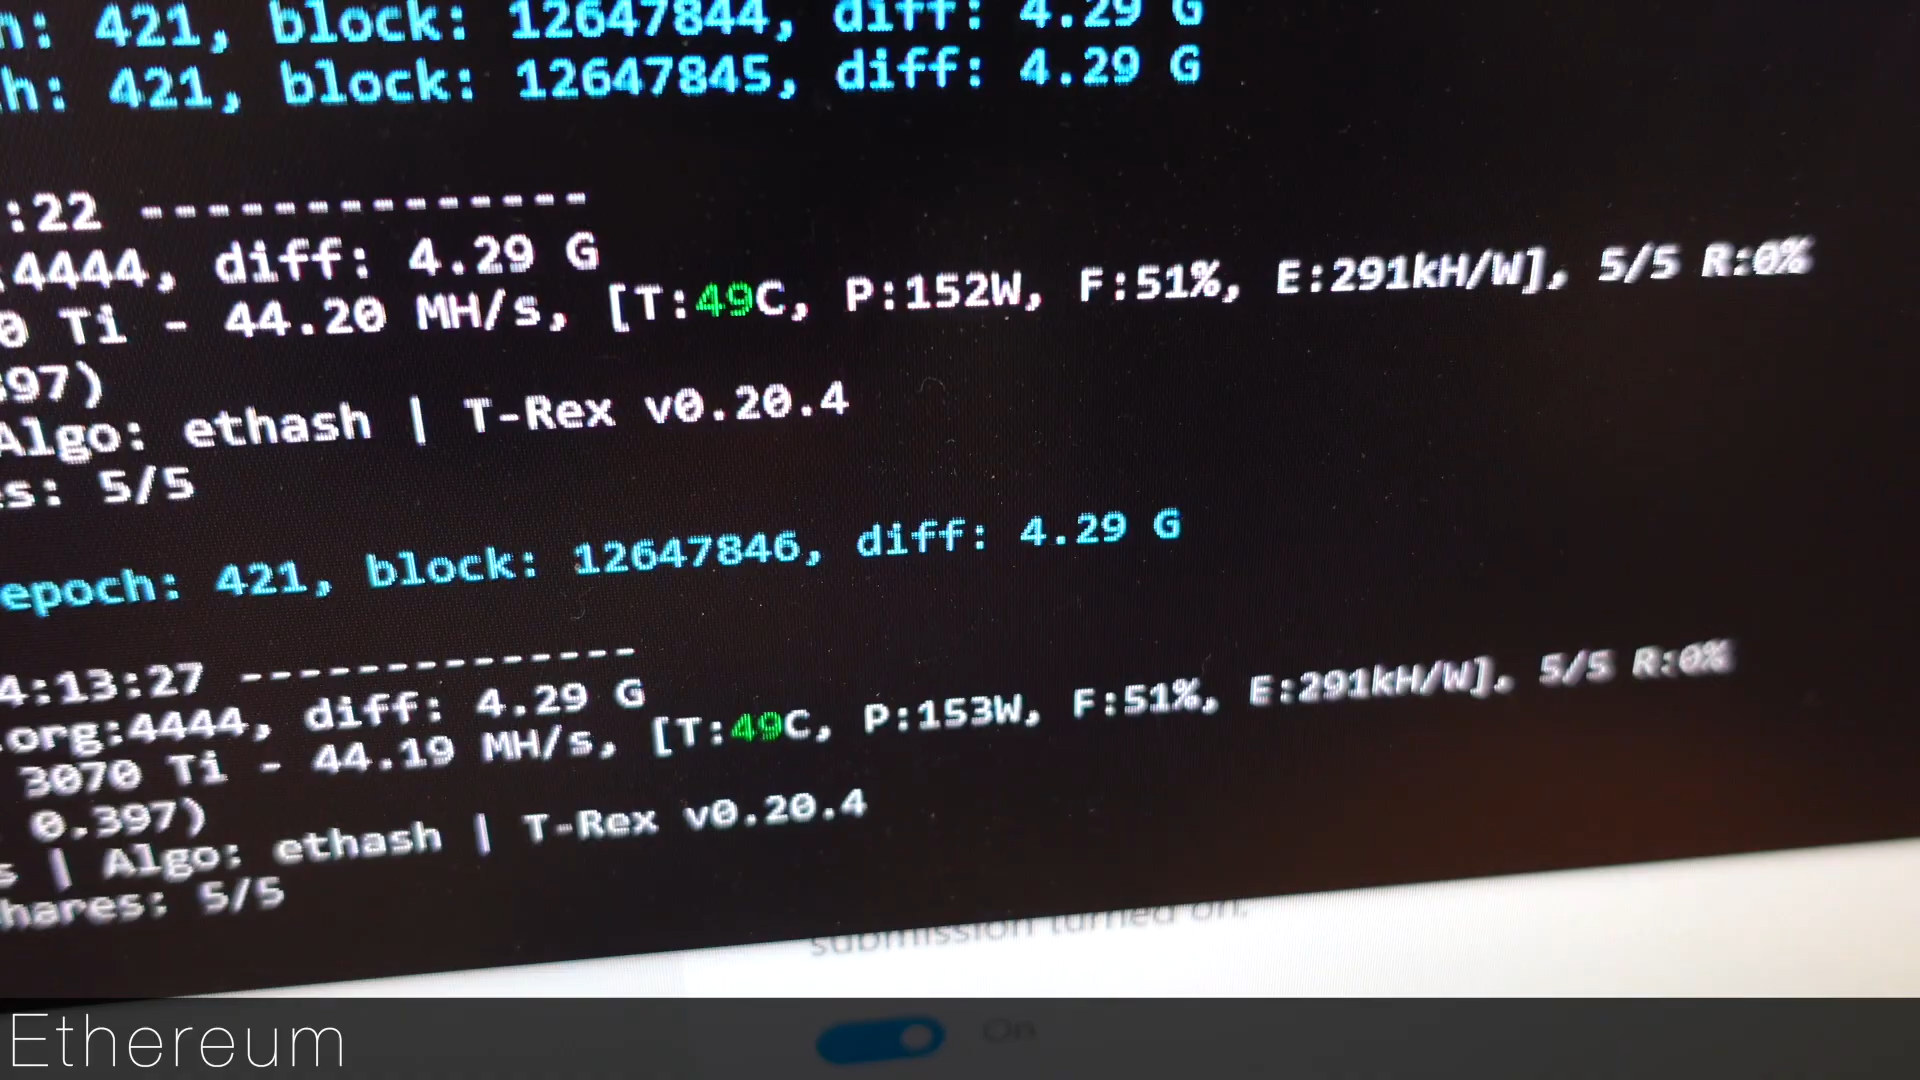 h: 421, block: 12647844, diff: 4.29 G
h: 421, block: 12647845, diff: 4.29 G
:22 --------------
:4444, diff: 4.29 G
0 Ti - 44.20 MH/s, [T:49C, P:152W, F:51%, E:291kH/W], 5/5 R:0%
397)
Algo: ethash | T-Rex v0.20.4
s: 5/5
epoch: 421, block: 12647846, diff: 4.29 G
4:13:27 --------------
.org:4444, diff: 4.29 G
3070 Ti - 44.19 MH/s, [T:49C, P:153W, F:51%, E:291kH/W], 5/5 R:0%
0.397)
s | Algo: ethash | T-Rex v0.20.4
hares: 5/5
submission turned on.
On
Ethereum